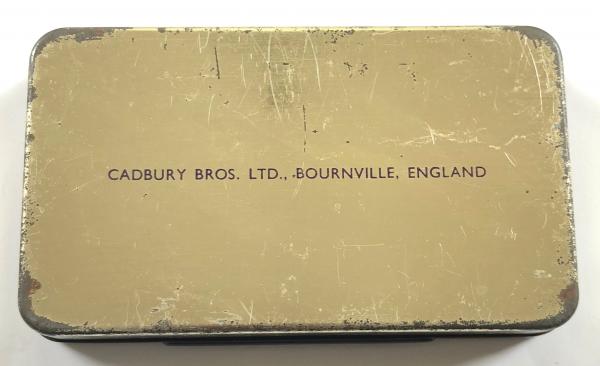 CADBURY BROS. LTD., BOURNVILLE, ENGLAND